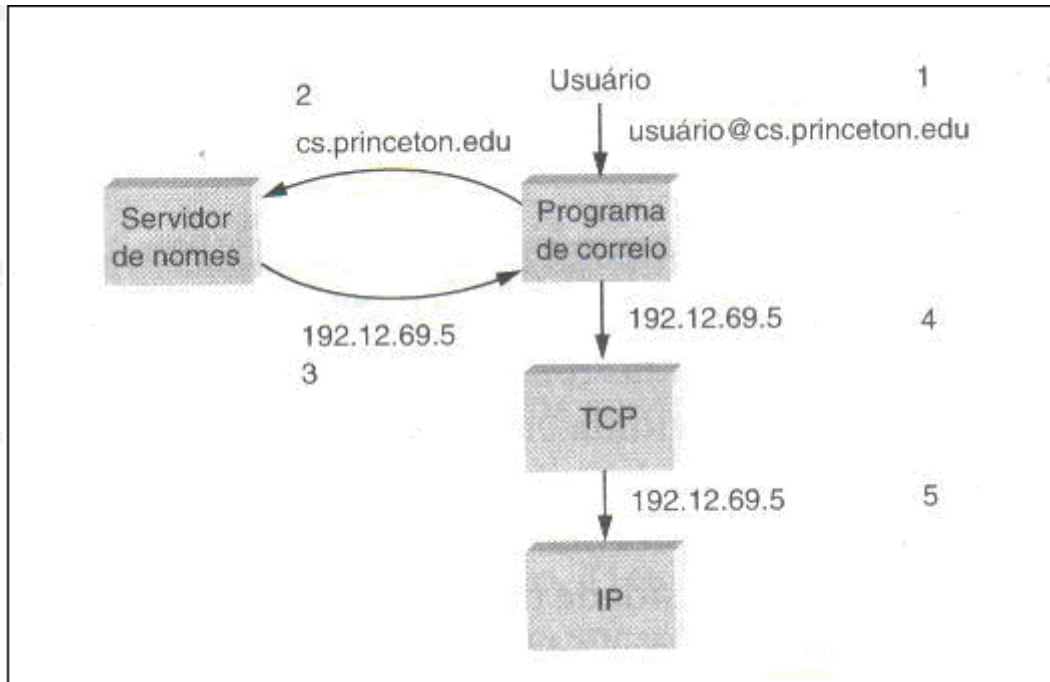 Usuário
1
usuário@cs.princeton.edu
2
cs.princeton.edu
Servidor
de nomes
Programa
de correio
192.12.69.5
3
192.12.69.5
4
TCP
192.12.69.5
5
IP